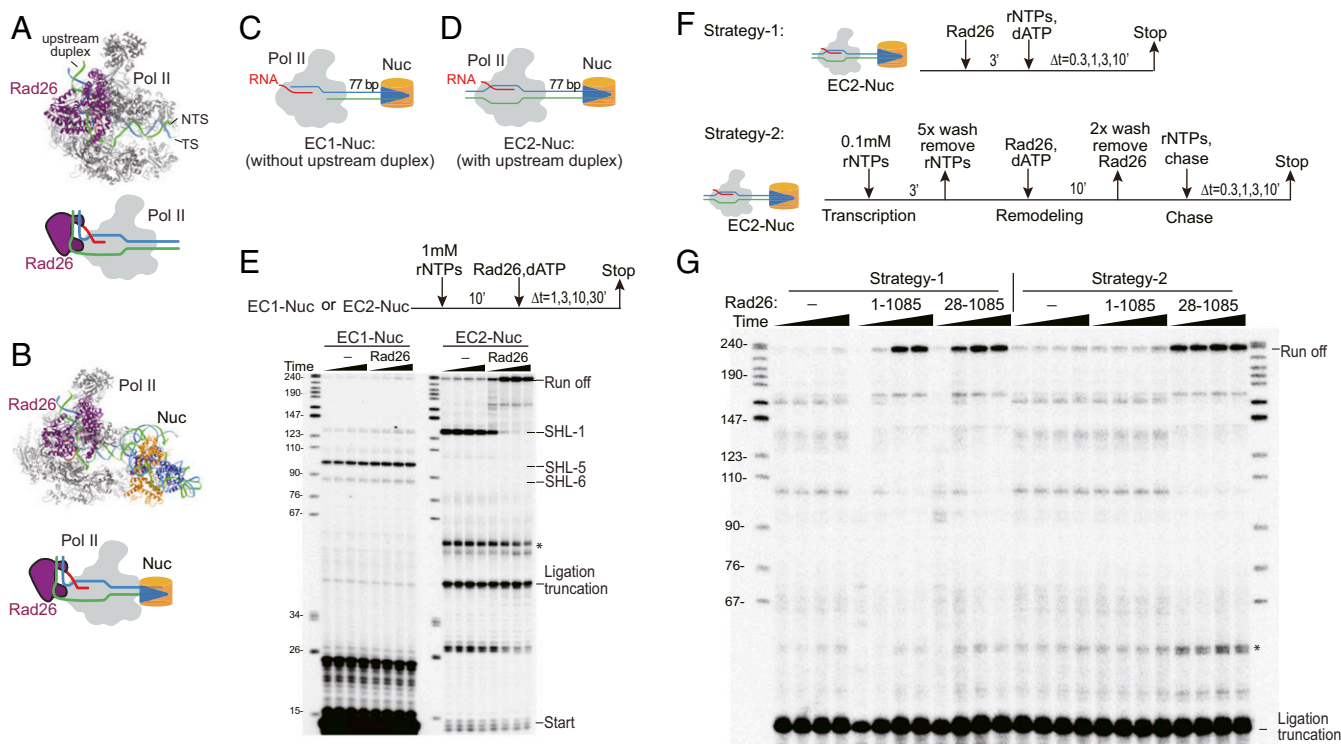 A
upstream
duplex
Pol II
Rad26
NTS
TS
Pol II
Rad26
B
Pol II
Rad26
Nuc
Pol II
Nuc
Rad26
C
Pol II
Nuc
RNA
77 bp
EC1-Nuc:
(without upstream duplex)
D
Pol II
Nuc
RNA
77 bp
EC2-Nuc:
(with upstream duplex)
E
1mM
rNTPs
Rad26,dATP
Stop
EC1-Nuc or EC2-Nuc
10'
Δt=1,3,10,30'
EC1-Nuc
EC2-Nuc
– Rad26
– Rad26
Time
240-
190-
147-
123-
110-
90-
76-
67-
34-
26-
15-
Run off
SHL-1
SHL-5
SHL-6
*
Ligation
truncation
Start
F
Strategy-1:
EC2-Nuc
Rad26
3'
rNTPs,
dATP
Δt=0.3,1,3,10'
Stop
Strategy-2:
EC2-Nuc
0.1mM
rNTPs
3'
5x wash
remove
rNTPs
Rad26,
dATP
10'
2x wash
remove
Rad26
rNTPs,
chase
Δt=0.3,1,3,10'
Stop
Transcription
Remodeling
Chase
G
Strategy-1
Strategy-2
Rad26: – 1-1085 28-1085 – 1-1085 28-1085
Time
240-
190-
147-
123-
110-
90-
76-
67-
Run off
*
Ligation
truncation